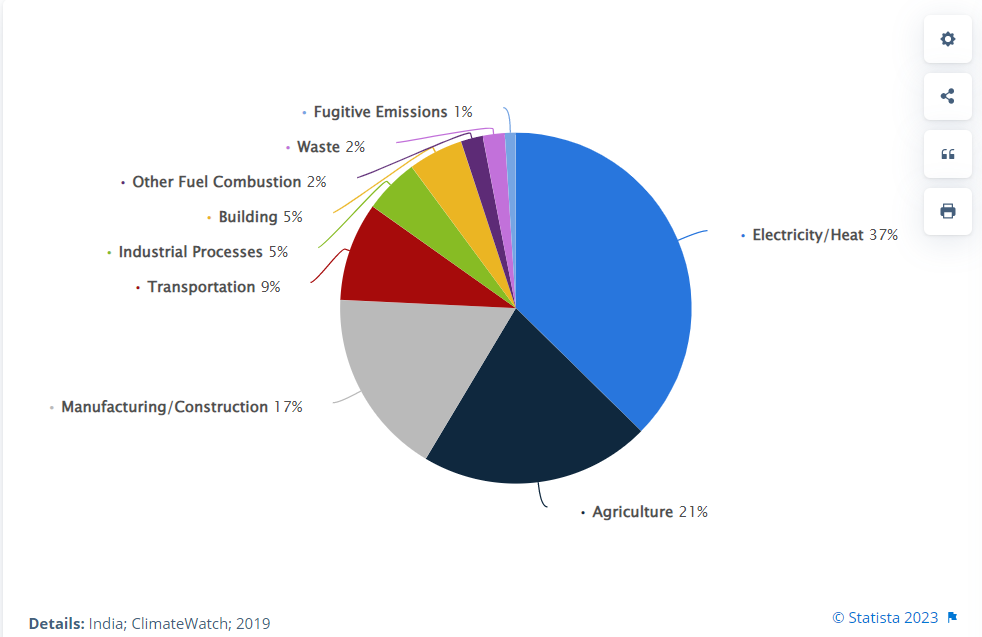 Fugitive Emissions 1%
Waste 2%
Other Fuel Combustion 2%
Building 5%
Electricity/Heat 37%
Industrial Processes 5%
Transportation 9%
Manufacturing/Construction 17%
Agriculture 21%
© Statista 2023
Details: India; ClimateWatch; 2019